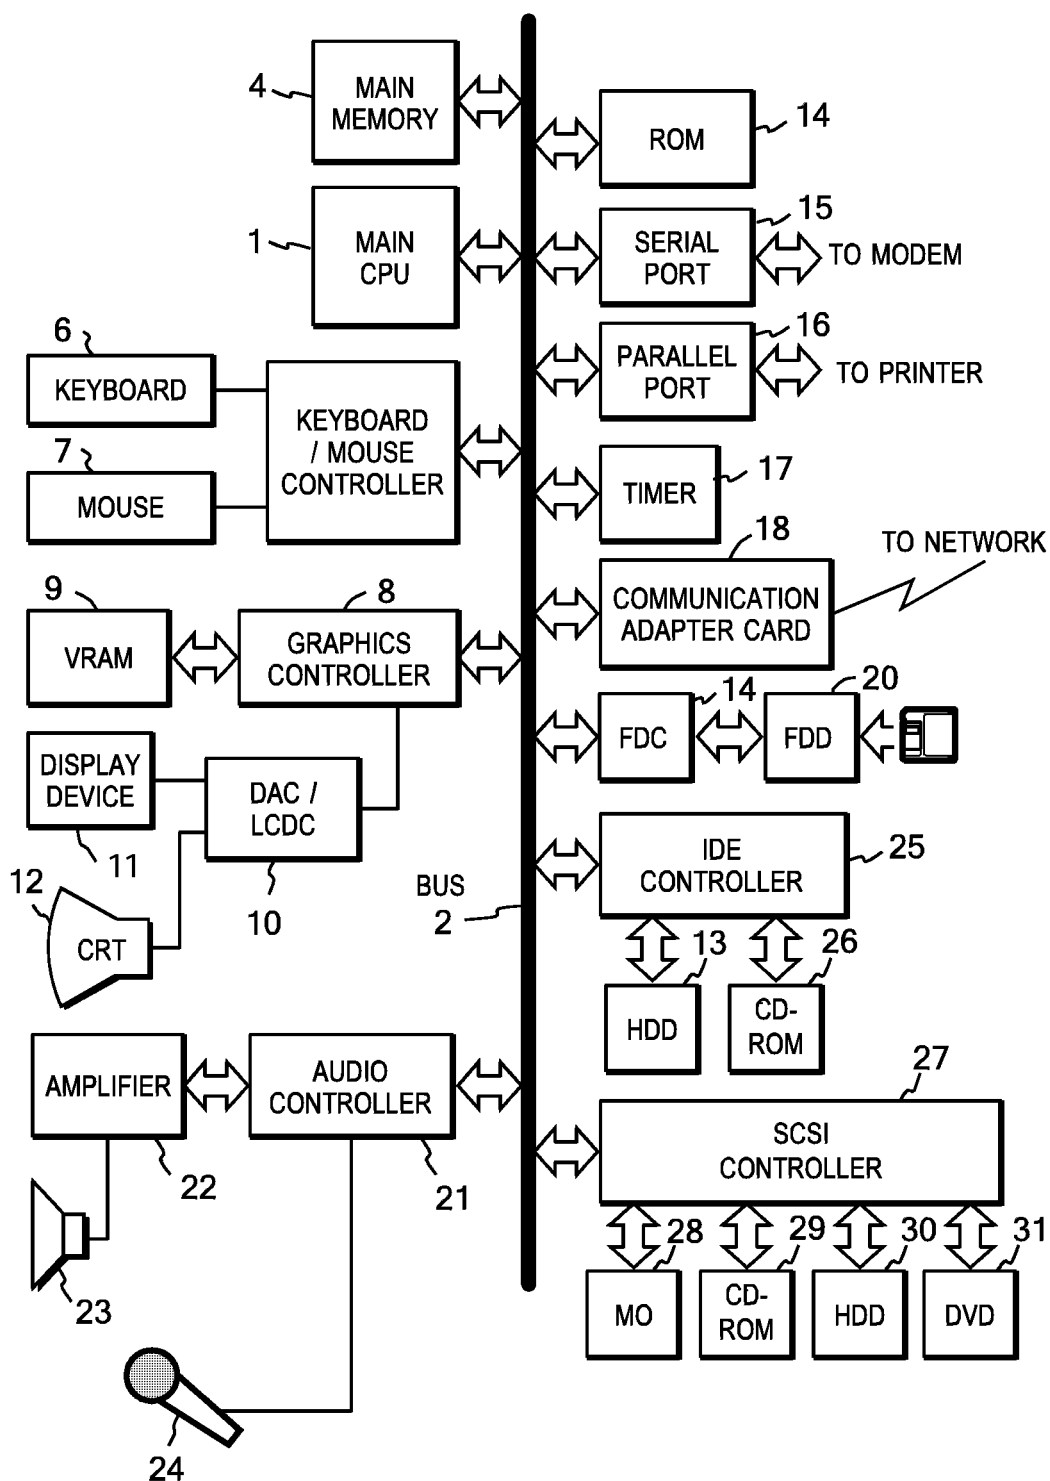 4
MAIN
MEMORY
1
MAIN
CPU
6
KEYBOARD
7
MOUSE
KEYBOARD
/ MOUSE
CONTROLLER
9
VRAM
8
GRAPHICS
CONTROLLER
DISPLAY
DEVICE
11
DAC /
LCDC
10
12
CRT
BUS
2
AMPLIFIER
22
AUDIO
CONTROLLER
21
23
24
ROM
14
15
SERIAL
PORT
TO MODEM
16
PARALLEL
PORT
TO PRINTER
TIMER
17
18
COMMUNICATION
ADAPTER CARD
TO NETWORK
14
FDC
20
FDD
IDE
CONTROLLER
25
13
HDD
26
CD-
ROM
27
SCSI
CONTROLLER
28
MO
29
CD-
ROM
30
HDD
31
DVD